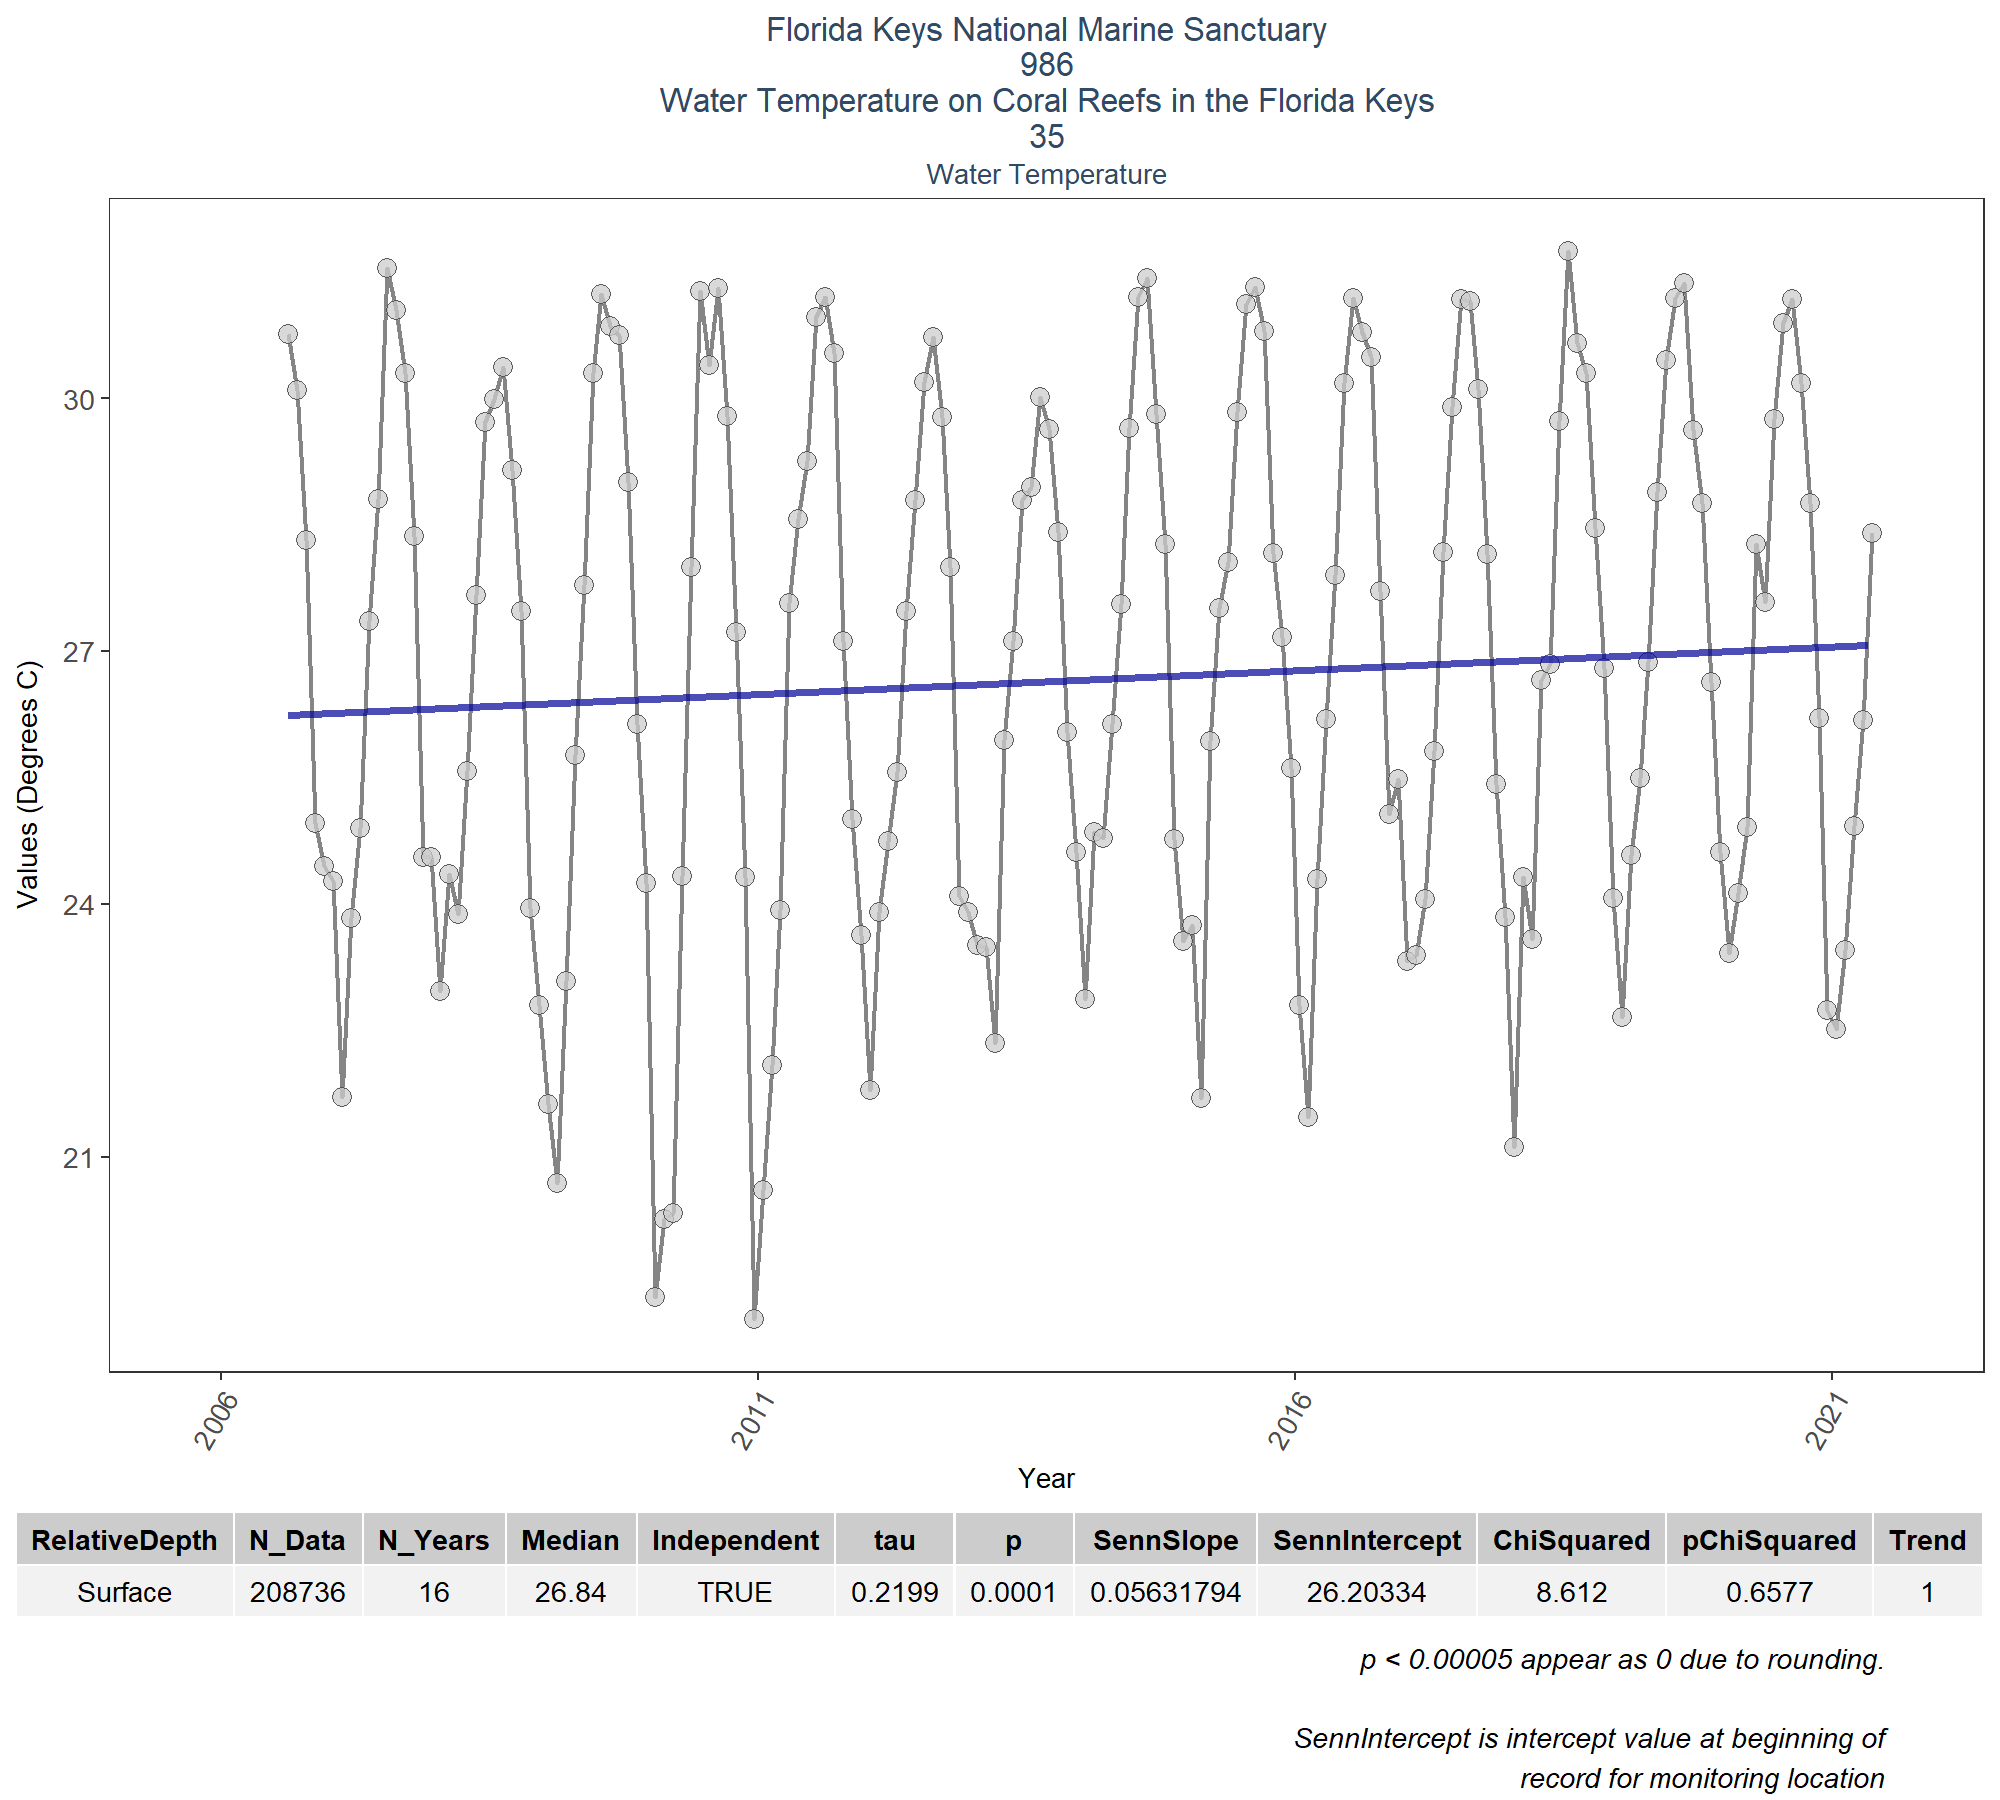 Florida Keys National Marine Sanctuary
986
Water Temperature on Coral Reefs in the Florida Keys
35
Water Temperature
Values (Degrees C)
30
27
24
21
2006
2011
2016
2021
Year
RelativeDepth N_Data N_Years Median Independent tau p SennSlope SennIntercept ChiSquared pChiSquared Trend
Surface 208736 16 26.84 TRUE 0.2199 0.0001 0.05631794 26.20334 8.612 0.6577 1
p < 0.00005 appear as 0 due to rounding.
SennIntercept is intercept value at beginning of
record for monitoring location